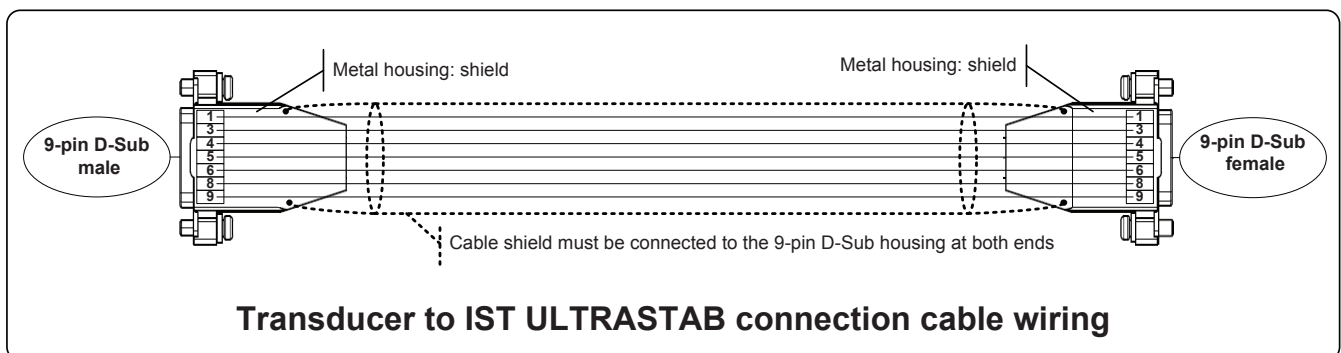 Metal housing: shield
Metal housing: shield
9-pin D-Sub
male
1
3
4
5
6
8
9
1
3
4
5
6
8
9
9-pin D-Sub
female
Cable shield must be connected to the 9-pin D-Sub housing at both ends
Transducer to IST ULTRASTAB connection cable wiring